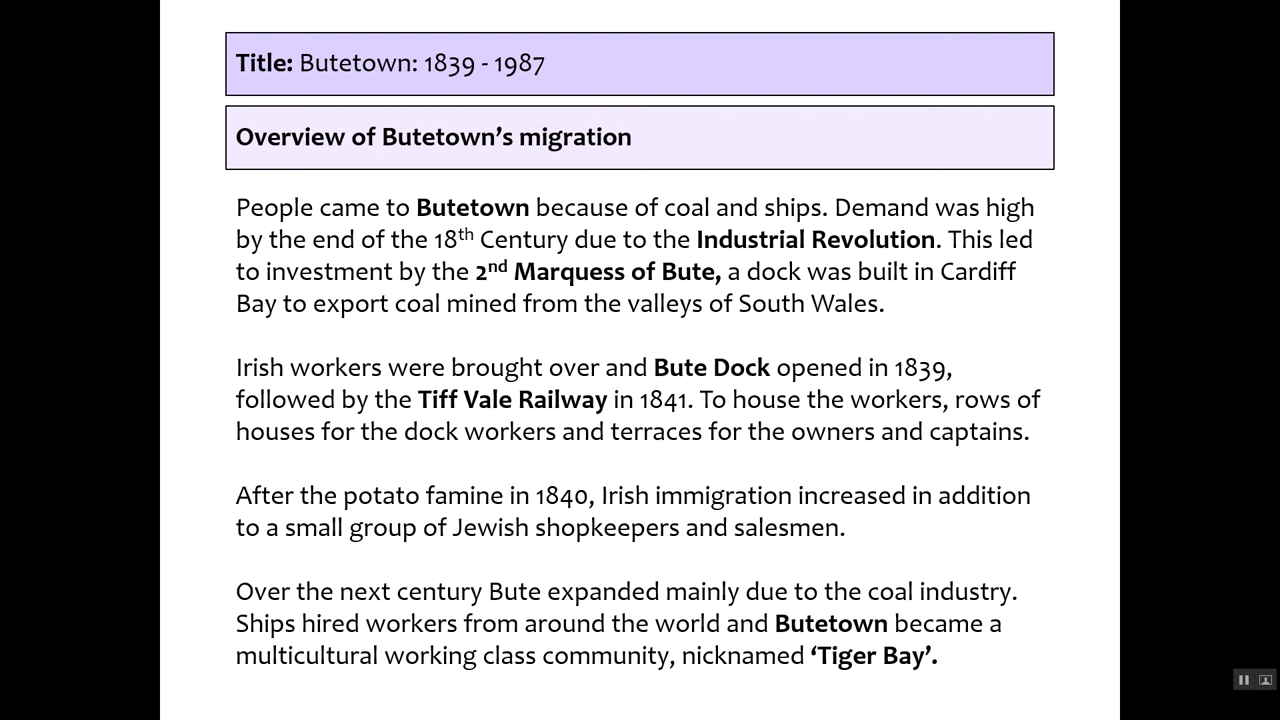 Title: Butetown: 1839 - 1987
Overview of Butetown’s migration
People came to Butetown because of coal and ships. Demand was high
by the end of the 18th Century due to the Industrial Revolution. This led
to investment by the 2nd Marquess of Bute, a dock was built in Cardiff
Bay to export coal mined from the valleys of South Wales.
Irish workers were brought over and Bute Dock opened in 1839,
followed by the Tiff Vale Railway in 1841. To house the workers, rows of
houses for the dock workers and terraces for the owners and captains.
After the potato famine in 1840, Irish immigration increased in addition
to a small group of Jewish shopkeepers and salesmen.
Over the next century Bute expanded mainly due to the coal industry.
Ships hired workers from around the world and Butetown became a
multicultural working class community, nicknamed ‘Tiger Bay’.